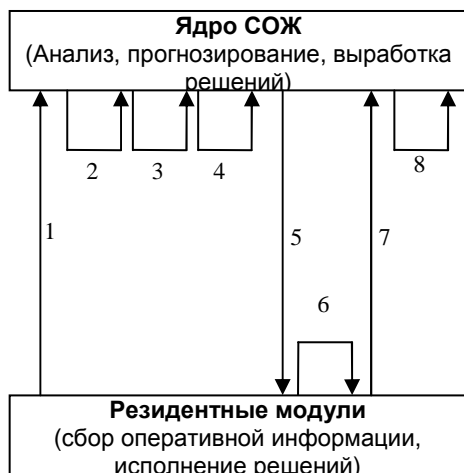 Ядро СОЖ
(Анализ, прогнозирование, выработка
решений)
2
3
4
8
1
5
7
6
Резидентные модули
(сбор оперативной информации,
исполнение решений)